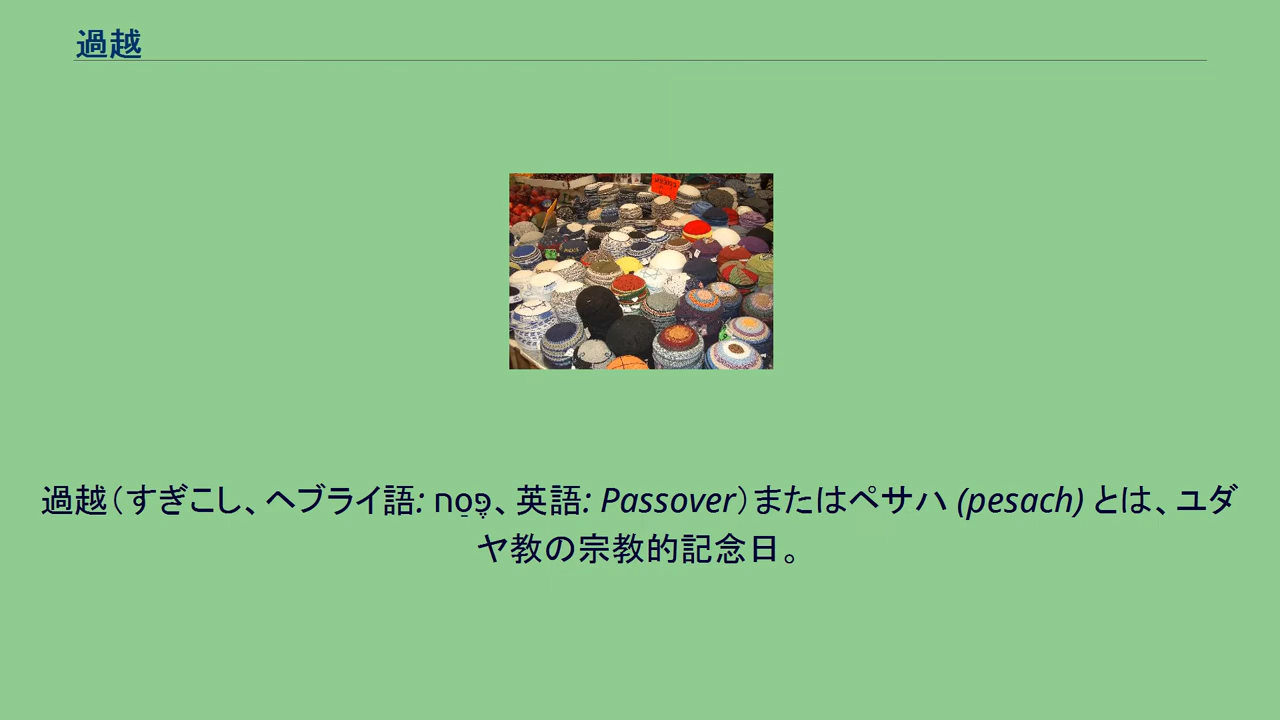 過越
過越（すぎこし、ヘブライ語: פֶּסַח、英語: Passover）またはペサハ (pesach) とは、ユダ
ヤ教の宗教的記念日。